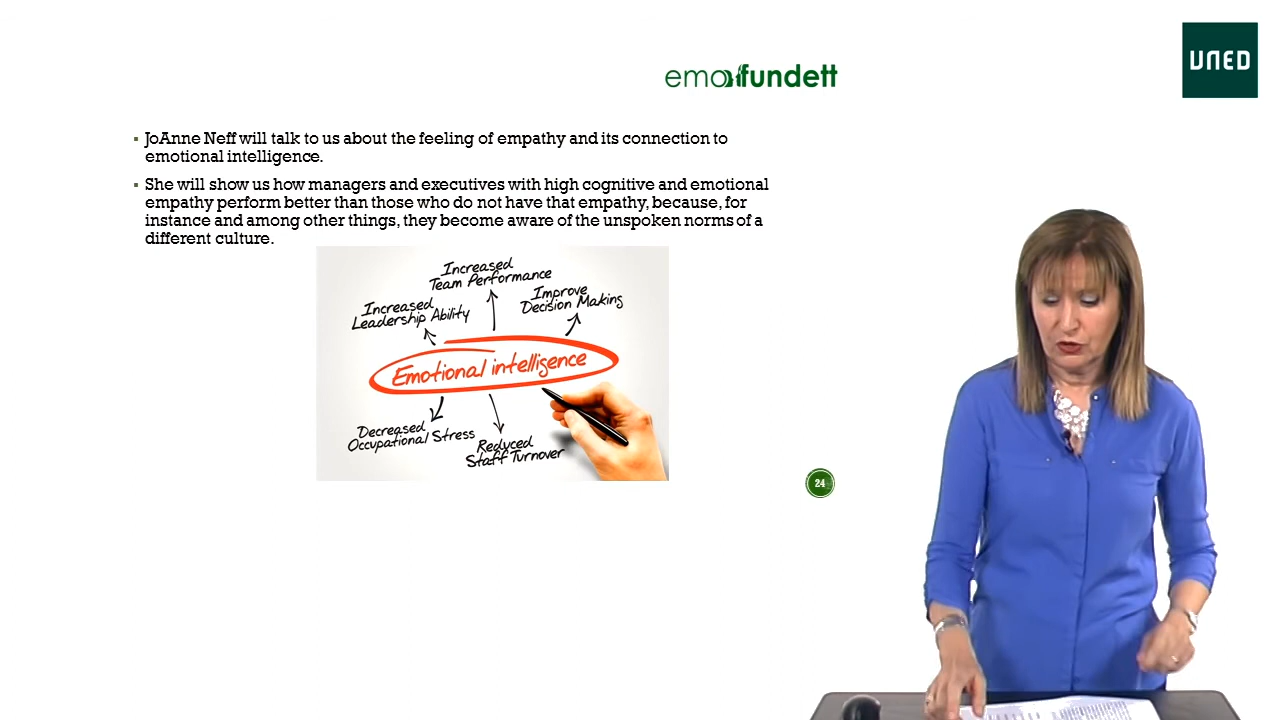 UNED
emo fundett
JoAnne Neff will talk to us about the feeling of empathy and its connection to
emotional intelligence.
She will show us how managers and executives with high cognitive and emotional
empathy perform better than those who do not have that empathy, because, for
instance and among other things, they become aware of the unspoken norms of a
different culture.
Increased
Team Performance
Increased
Leadership Ability
Improve
Decision Making
Emotional intelligence
Decreased
Occupational Stress
Reduced
Staff Turnover
24